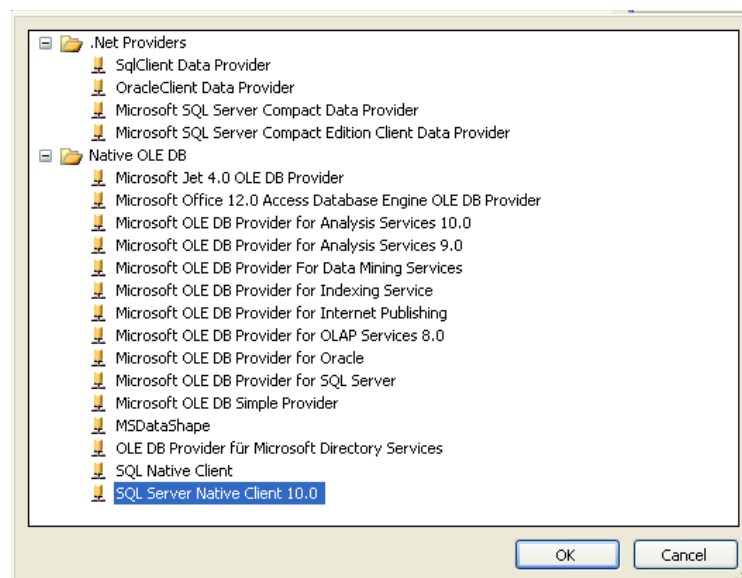 .Net Providers
SqlClient Data Provider
OracleClient Data Provider
Microsoft SQL Server Compact Data Provider
Microsoft SQL Server Compact Edition Client Data Provider
Native OLE DB
Microsoft Jet 4.0 OLE DB Provider
Microsoft Office 12.0 Access Database Engine OLE DB Provider
Microsoft OLE DB Provider for Analysis Services 10.0
Microsoft OLE DB Provider for Analysis Services 9.0
Microsoft OLE DB Provider For Data Mining Services
Microsoft OLE DB Provider for Indexing Service
Microsoft OLE DB Provider for Internet Publishing
Microsoft OLE DB Provider for OLAP Services 8.0
Microsoft OLE DB Provider for Oracle
Microsoft OLE DB Provider for SQL Server
Microsoft OLE DB Simple Provider
MSDataShape
OLE DB Provider für Microsoft Directory Services
SQL Native Client
SQL Server Native Client 10.0
OK Cancel